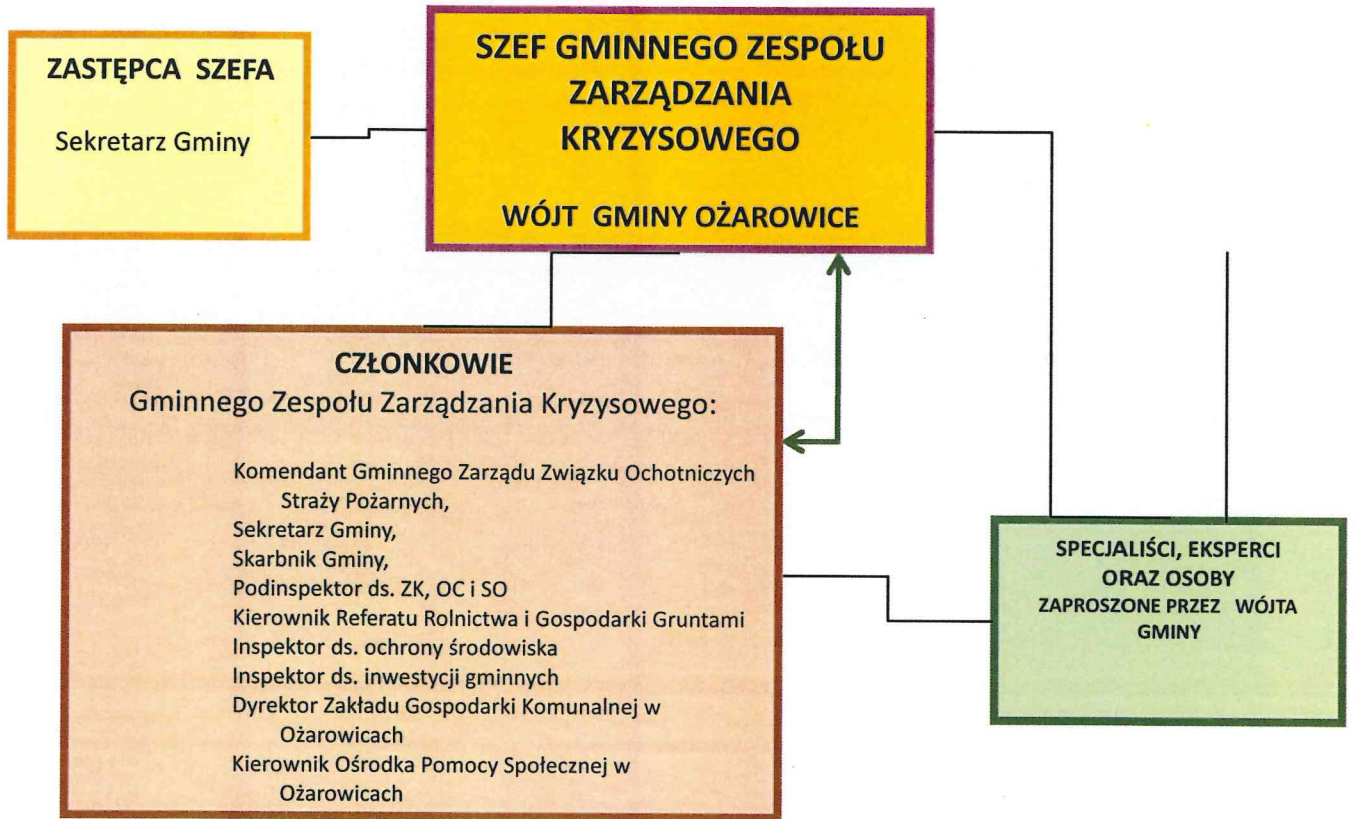 ZASTĘPCA SZEFA
Sekretarz Gminy
SZEF GMINNEGO ZESPOŁU
ZARZĄDZANIA
KRYZYSOWEGO
WÓJT GMINY OŻAROWICE
CZŁONKOWIE
Gminnego Zespołu Zarządzania Kryzysowego:
Komendant Gminnego Zarządu Związku Ochotniczych
Straży Pożarnych,
Sekretarz Gminy,
Skarbnik Gminy,
Podinspektor ds. ZK, OC i SO
Kierownik Referatu Rolnictwa i Gospodarki Gruntami
Inspektor ds. ochrony środowiska
Inspektor ds. inwestycji gminnych
Dyrektor Zakładu Gospodarki Komunalnej w
Ożarowicach
Kierownik Ośrodka Pomocy Społecznej w
Ożarowicach
SPECJALIŚCI, EKSPERCI
ORAZ OSOBY
ZAPROSZONE PRZEZ WÓJTA
GMINY